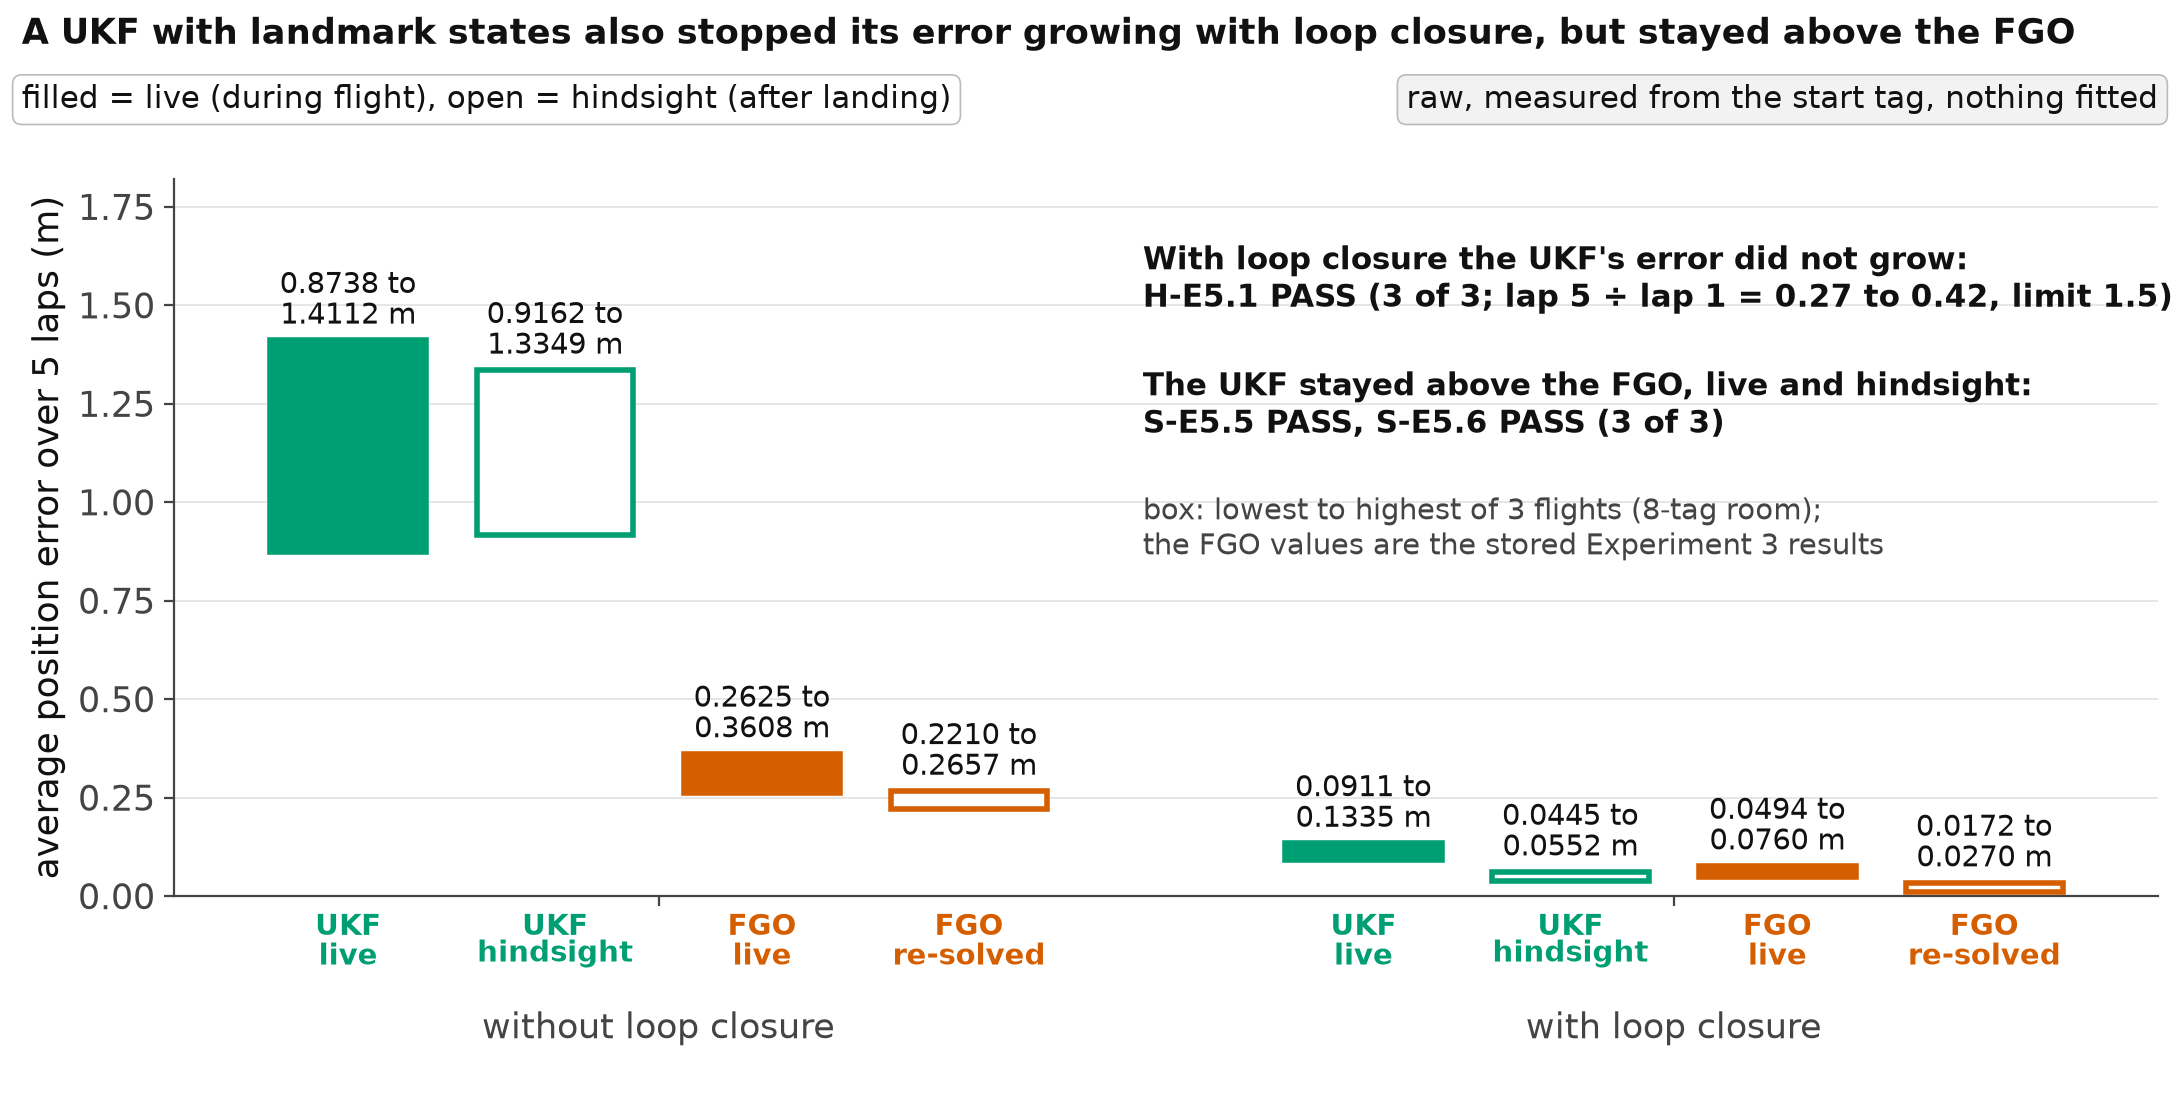 A UKF with landmark states also stopped its error growing with loop closure, but stayed above the FGO
filled = live (during flight), open = hindsight (after landing)
raw, measured from the start tag, nothing fitted
average position error over 5 laps (m)
1.75
1.50
1.25
1.00
0.75
0.50
0.25
0.00
With loop closure the UKF's error did not grow:
H-E5.1 PASS (3 of 3; lap 5 ÷ lap 1 = 0.27 to 0.42, limit 1.5)
The UKF stayed above the FGO, live and hindsight:
S-E5.5 PASS, S-E5.6 PASS (3 of 3)
box: lowest to highest of 3 flights (8-tag room);
the FGO values are the stored Experiment 3 results
0.8738 to
1.4112 m
0.9162 to
1.3349 m
0.2625 to
0.3608 m
0.2210 to
0.2657 m
0.0911 to
0.1335 m
0.0445 to
0.0552 m
0.0494 to
0.0760 m
0.0172 to
0.0270 m
UKF
live
UKF
hindsight
FGO
live
FGO
re-solved
UKF
live
UKF
hindsight
FGO
live
FGO
re-solved
without loop closure
with loop closure